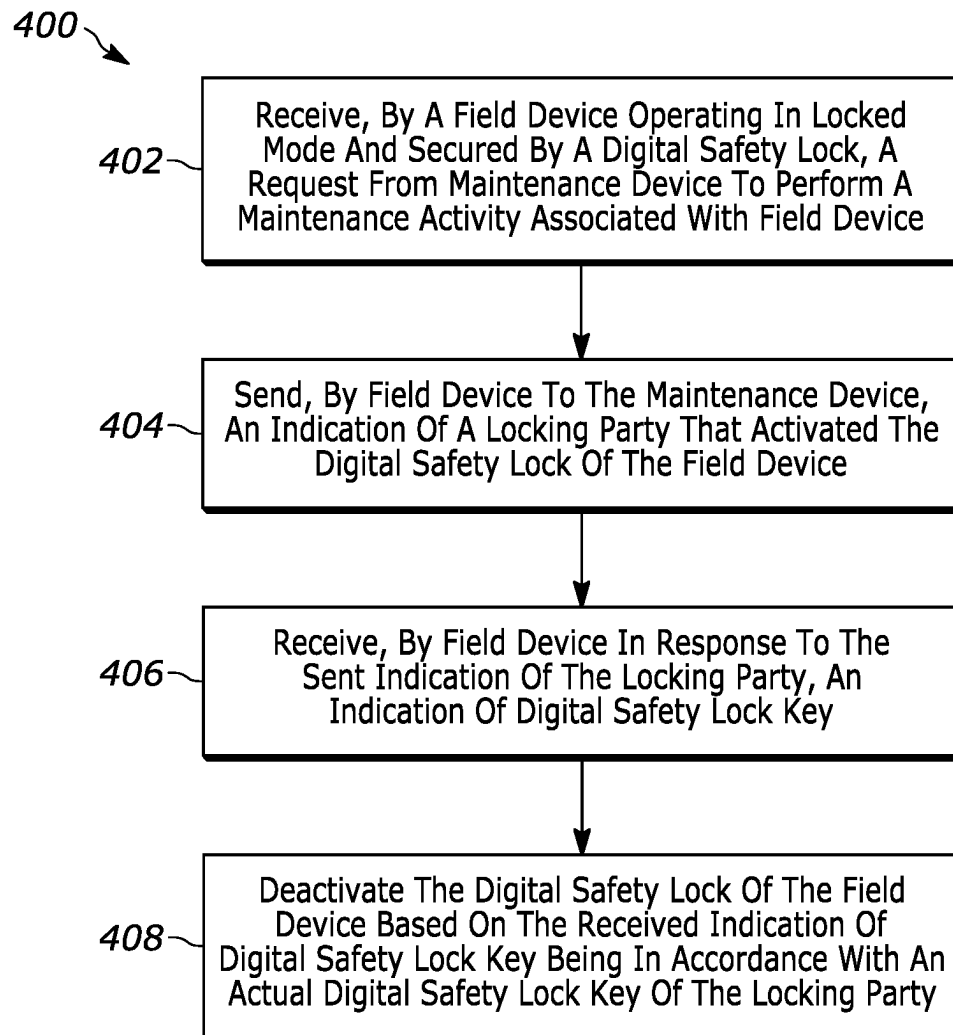 400
402
Receive, By A Field Device Operating In Locked
Mode And Secured By A Digital Safety Lock, A
Request From Maintenance Device To Perform A
Maintenance Activity Associated With Field Device
404
Send, By Field Device To The Maintenance Device,
An Indication Of A Locking Party That Activated The
Digital Safety Lock Of The Field Device
406
Receive, By Field Device In Response To The
Sent Indication Of The Locking Party, An
Indication Of Digital Safety Lock Key
408
Deactivate The Digital Safety Lock Of The Field
Device Based On The Received Indication Of
Digital Safety Lock Key Being In Accordance With An
Actual Digital Safety Lock Key Of The Locking Party